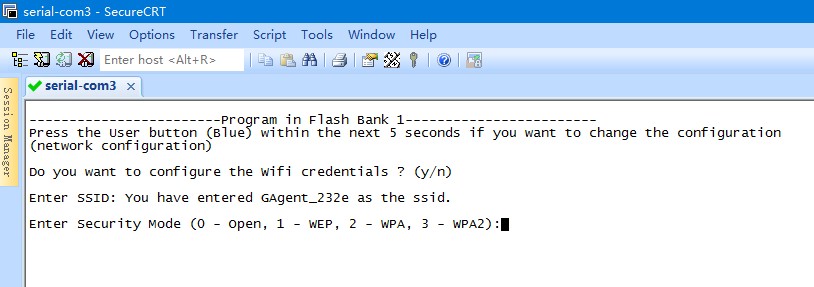 serial-com3 - SecureCRT
File Edit View Options Transfer Script Tools Window Help
Enter host <Alt+R>
Session Manager
serial-com3
------------------------Program in Flash Bank 1------------------------
Press the User button (Blue) within the next 5 seconds if you want to change the configuration
(network configuration)
Do you want to configure the Wifi credentials ? (y/n)
Enter SSID: You have entered GAgent_232e as the ssid.
Enter Security Mode (0 - Open, 1 - WEP, 2 - WPA, 3 - WPA2):